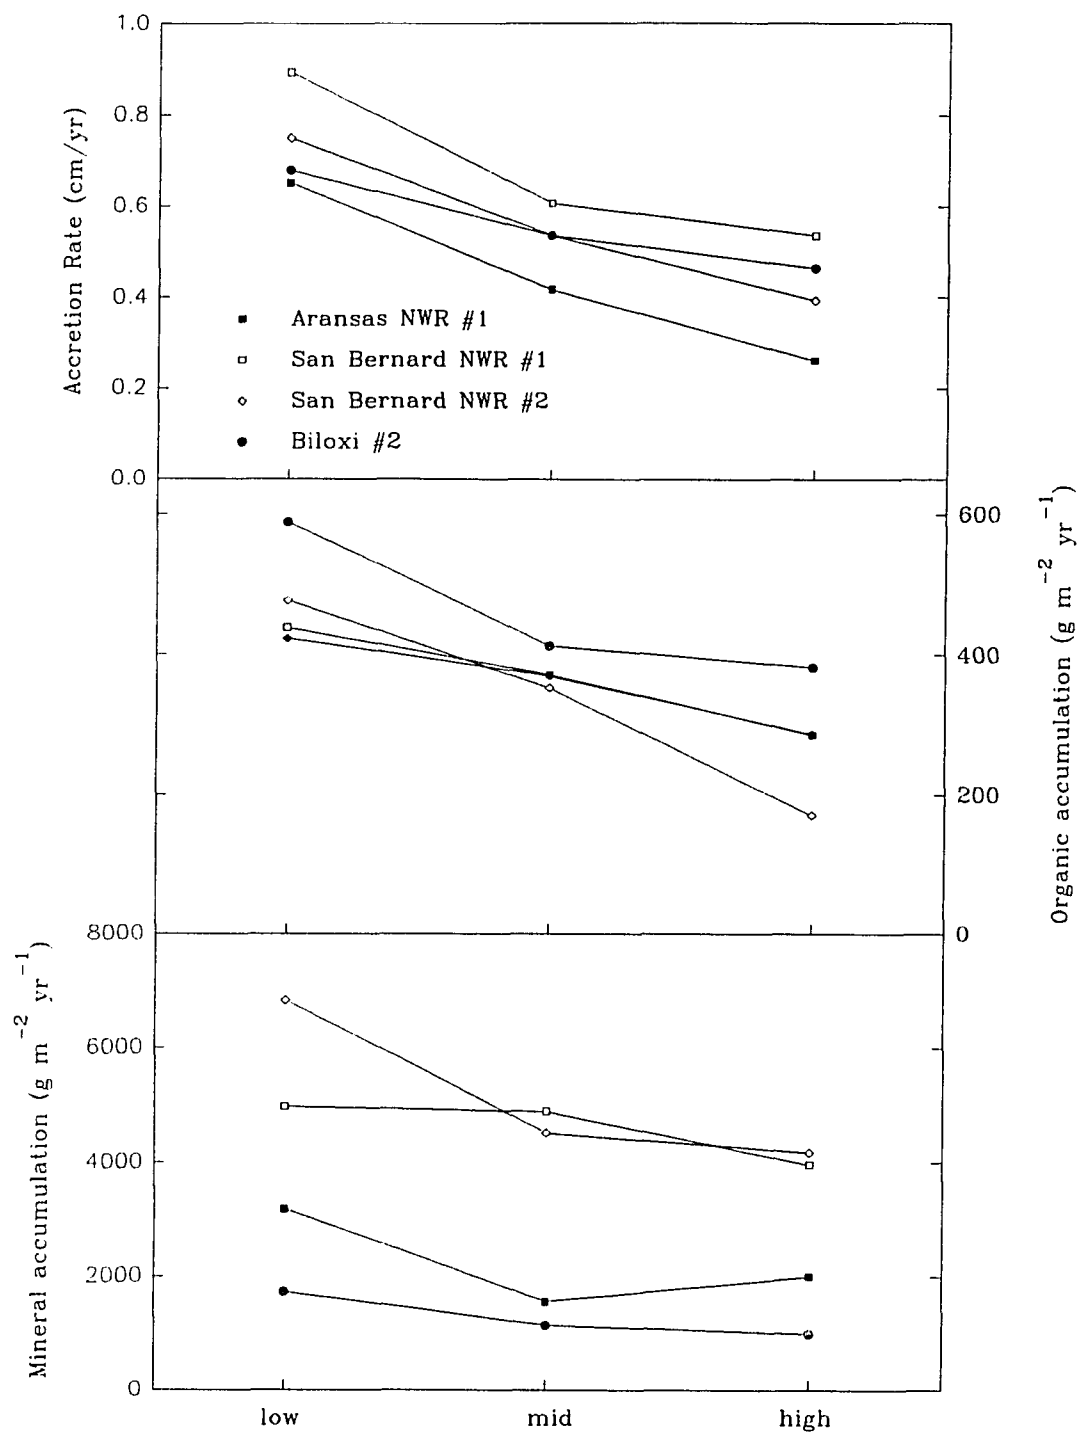 1.0
0.8
0.6
0.4
0.2
0.0
Accretion Rate (cm/yr)
Aransas NWR #1
San Bernard NWR #1
San Bernard NWR #2
Biloxi #2
600
400
200
0
Organic accumulation (g m⁻² yr⁻¹)
8000
6000
4000
2000
0
Mineral accumulation (g m⁻² yr⁻¹)
low mid high